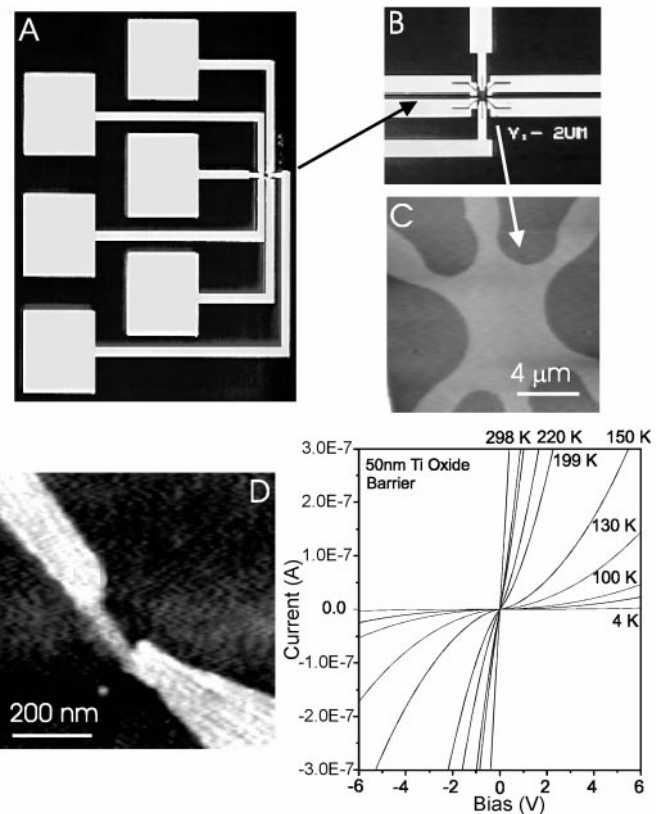 A
B
Y₁- 2UM
C
4 μm
D
200 nm
298 K 220 K 150 K
50nm Ti Oxide
Barrier
199 K
130 K
100 K
4 K
3.0E-7
2.0E-7
1.0E-7
0.0
-1.0E-7
-2.0E-7
-3.0E-7
Current (A)
-6 -4 -2 0 2 4 6
Bias (V)